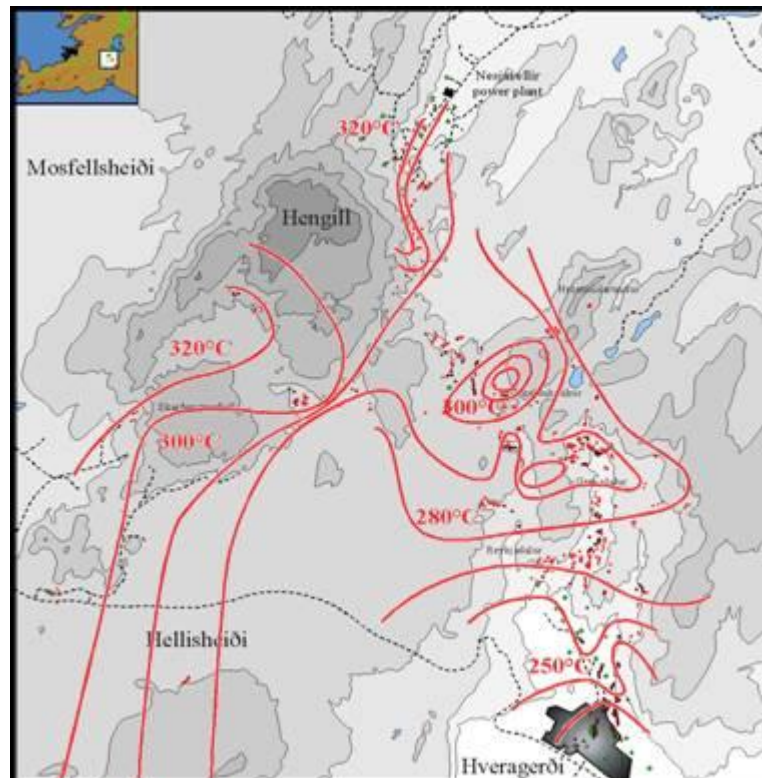 Nesjavellir
power plant
320°C
Mosfellsheiði
Hengill
320°C
300°C
300°C
280°C
Hellisheiði
250°C
Hveragerði